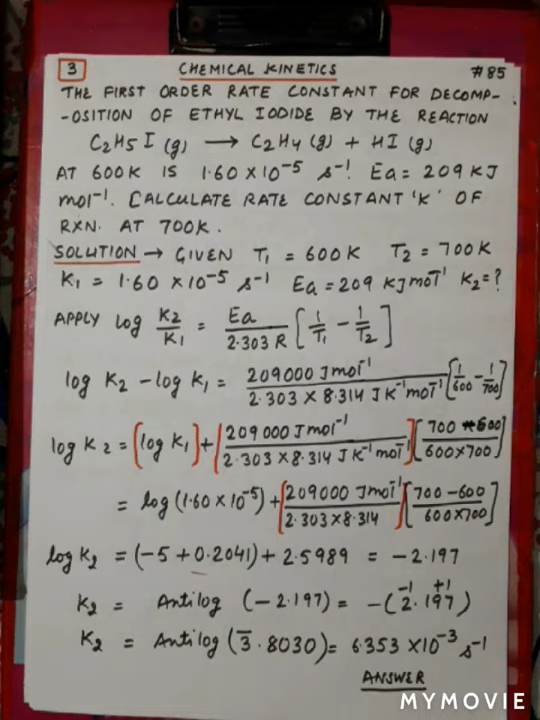 3 CHEMICAL KINETICS #85
THE FIRST ORDER RATE CONSTANT FOR DECOMP-
-OSITION OF ETHYL IODIDE BY THE REACTION
C₂H₅I (g) ⟶ C₂H₄ (g) + HI (g)
AT 600K IS 1.60 × 10⁻⁵ s⁻¹. Ea = 209 KJ
mol⁻¹. CALCULATE RATE CONSTANT 'K' OF
RXN. AT 700K.
SOLUTION → GIVEN T₁ = 600K T₂ = 700K
K₁ = 1.60 × 10⁻⁵ s⁻¹ Ea = 209 KJ mol⁻¹ K₂ = ?
APPLY log K₂/K₁ = Ea/2.303 R [1/T₁ - 1/T₂]
log K₂ - log K₁ = 209000 J mol⁻¹/2.303 × 8.314 J K⁻¹ mol⁻¹ [1/600 - 1/700]
log K₂ = (log K₁) + (209000 J mol⁻¹/2.303 × 8.314 J K⁻¹ mol⁻¹) [700 - 600/600 × 700]
= log (1.60 × 10⁻⁵) + (209000 J mol⁻¹/2.303 × 8.314) [700 - 600/600 × 700]
log K₂ = (-5 + 0.2041) + 2.5989 = -2.197
K₂ = Antilog (-2.197) = -(2.197) -1 +1
K₂ = Antilog (3̅.8030) = 6.353 × 10⁻³ s⁻¹
ANSWER
MYMOVIE